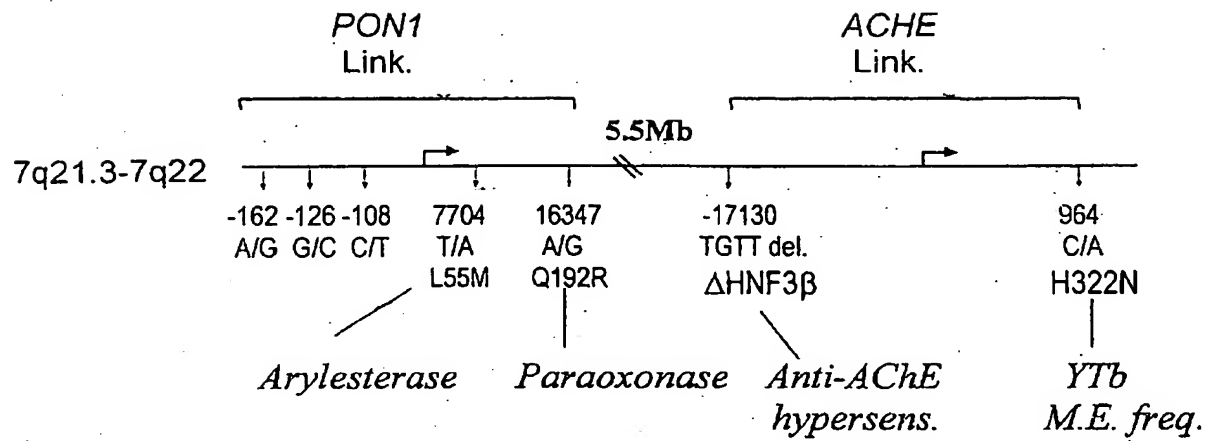 PON1 ACHE
Link. Link.
5.5Mb
7q21.3-7q22
-162 -126 -108 7704 16347 -17130 964
A/G G/C C/T T/A A/G TGTT del. C/A
L55M Q192R ΔHNF3β H322N
Arylesterase Paraoxonase Anti-AChE YTb
hypersens. M.E. freq.